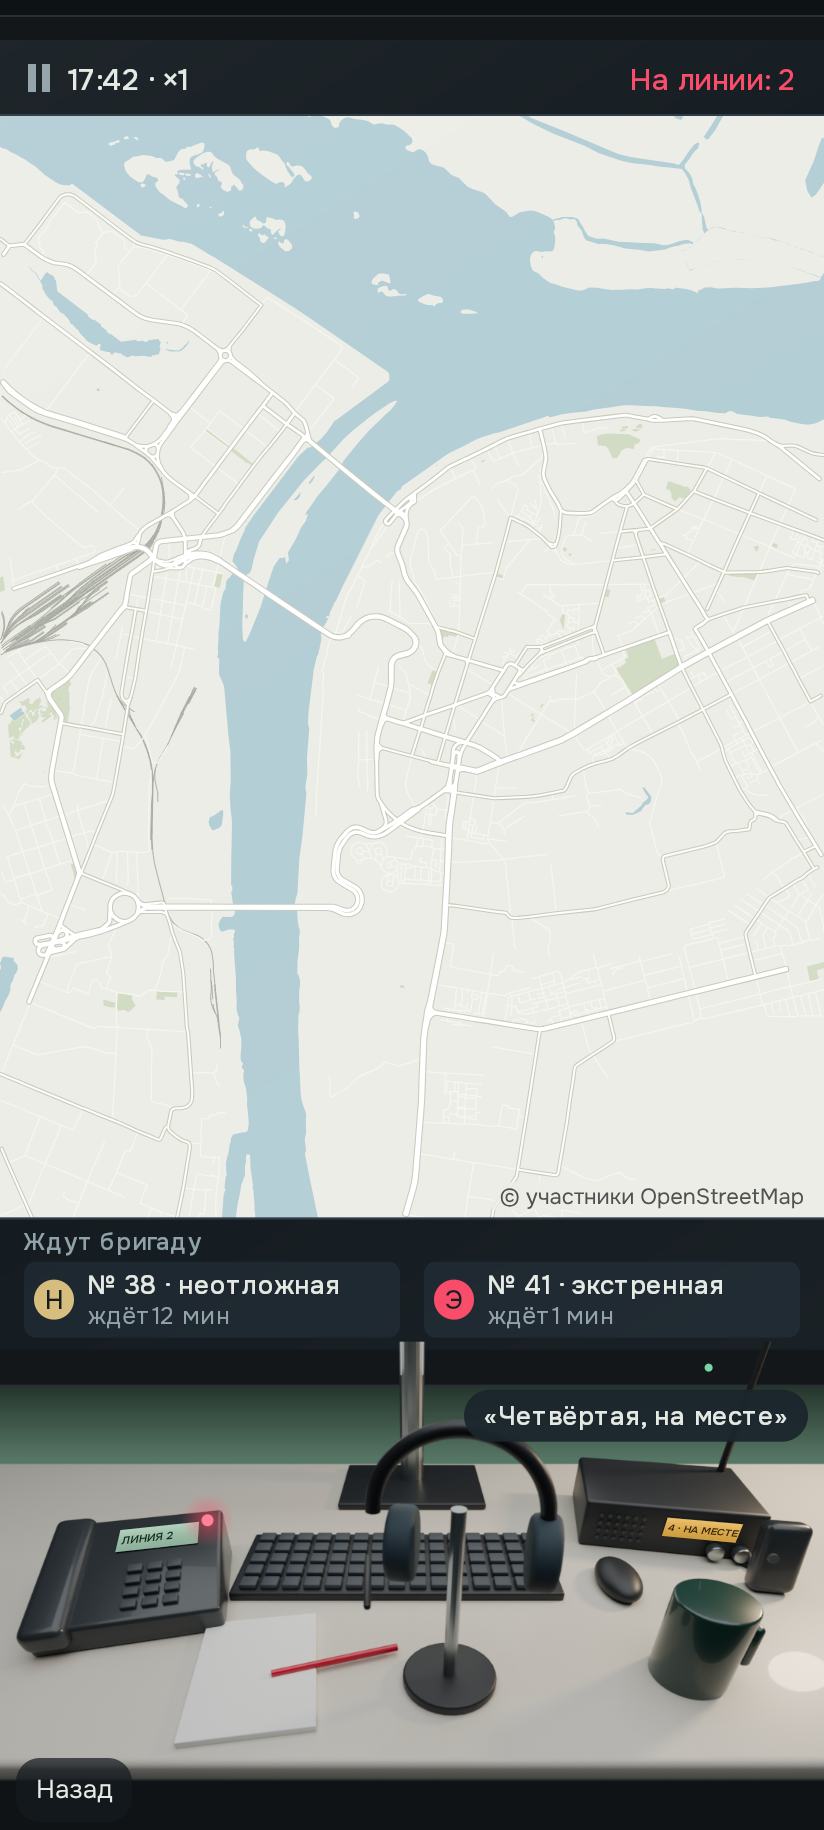 17:42 · ×1
На линии: 2
© участники OpenStreetMap
Ждут бригаду
Н
№ 38 · неотложная
ждёт 12 мин
Э
№ 41 · экстренная
ждёт 1 мин
«Четвёртая, на месте»
ЛИНИЯ 2
4 · НА МЕСТЕ
Назад